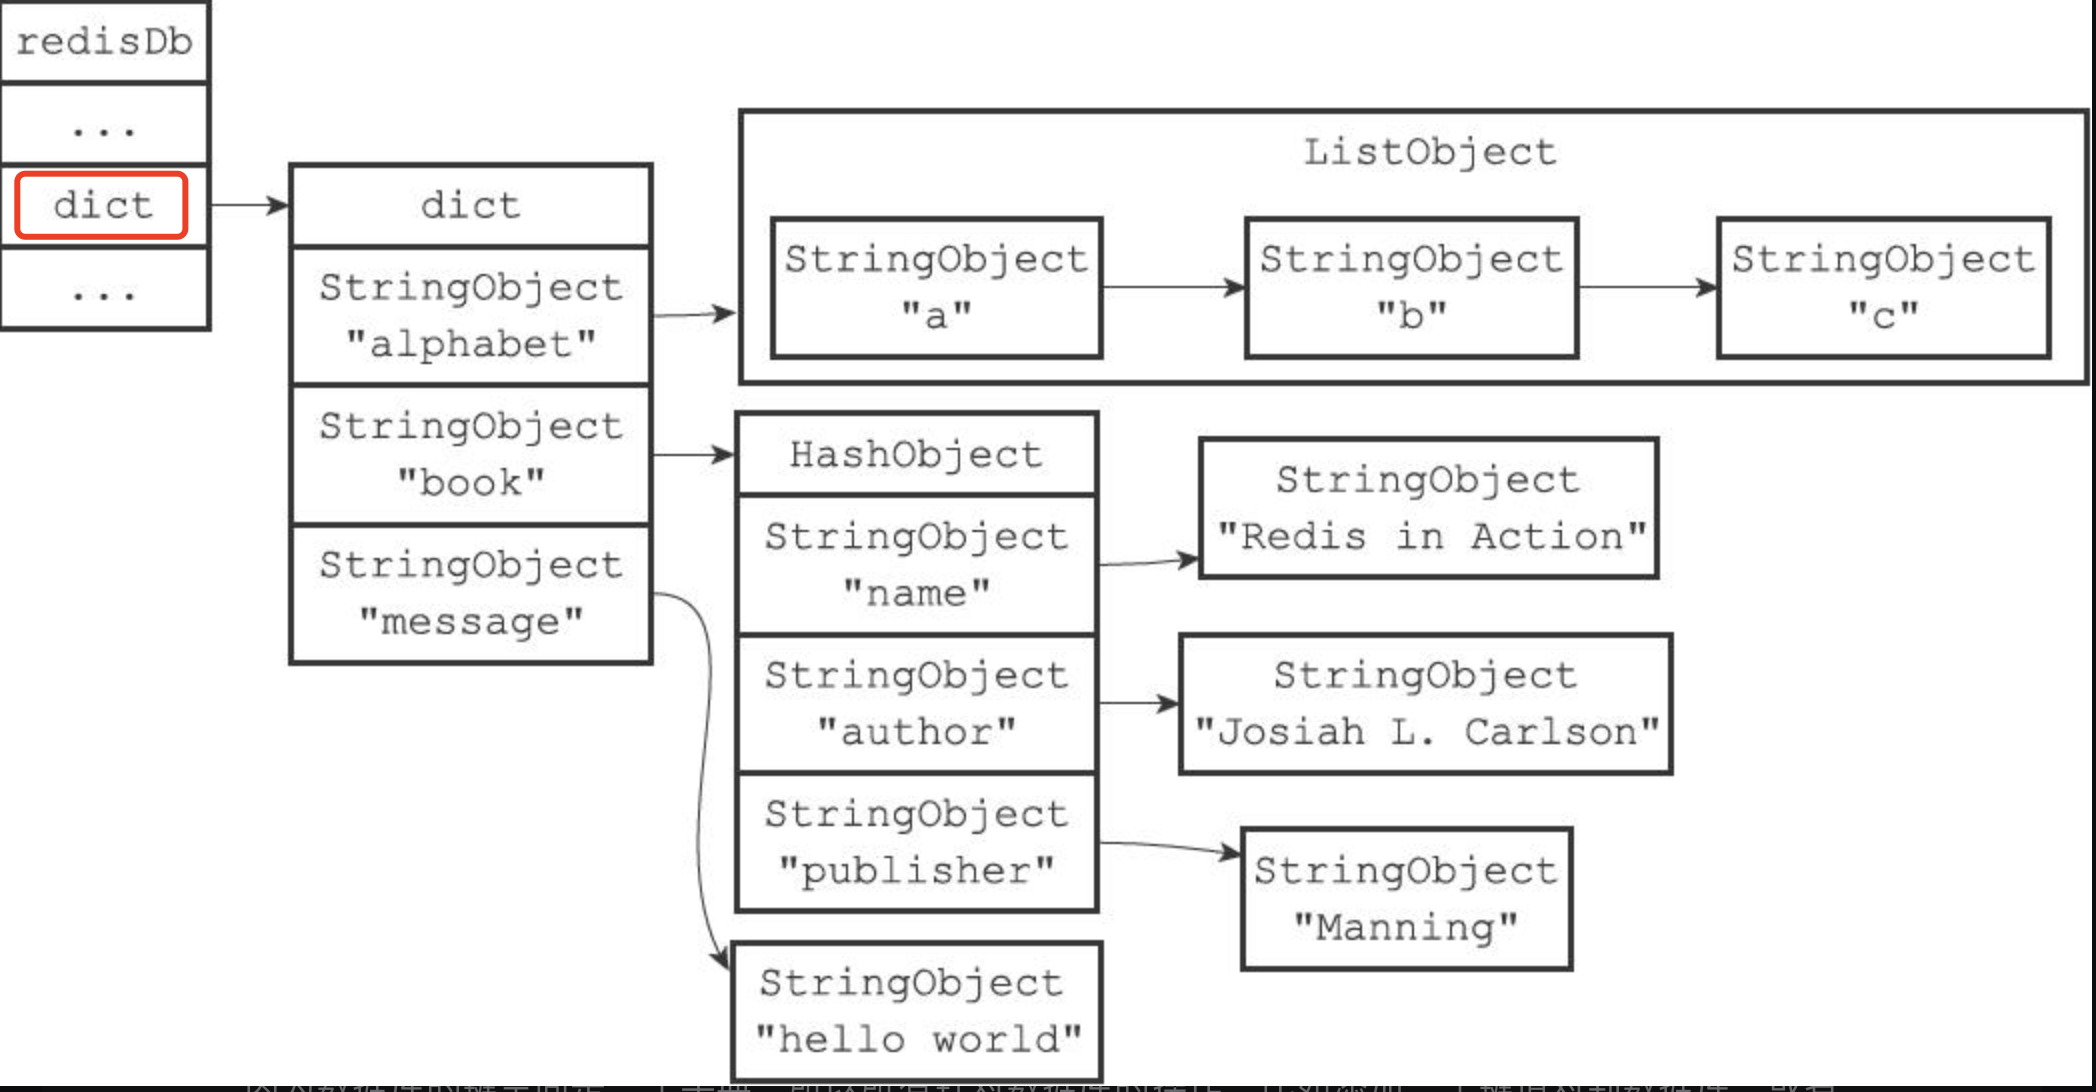 redisDb
...
dict
...
dict
StringObject
"alphabet"
StringObject
"book"
StringObject
"message"
ListObject
StringObject
"a"
StringObject
"b"
StringObject
"c"
HashObject
StringObject
"name"
StringObject
"author"
StringObject
"publisher"
StringObject
"Redis in Action"
StringObject
"Josiah L. Carlson"
StringObject
"Manning"
StringObject
"hello world"